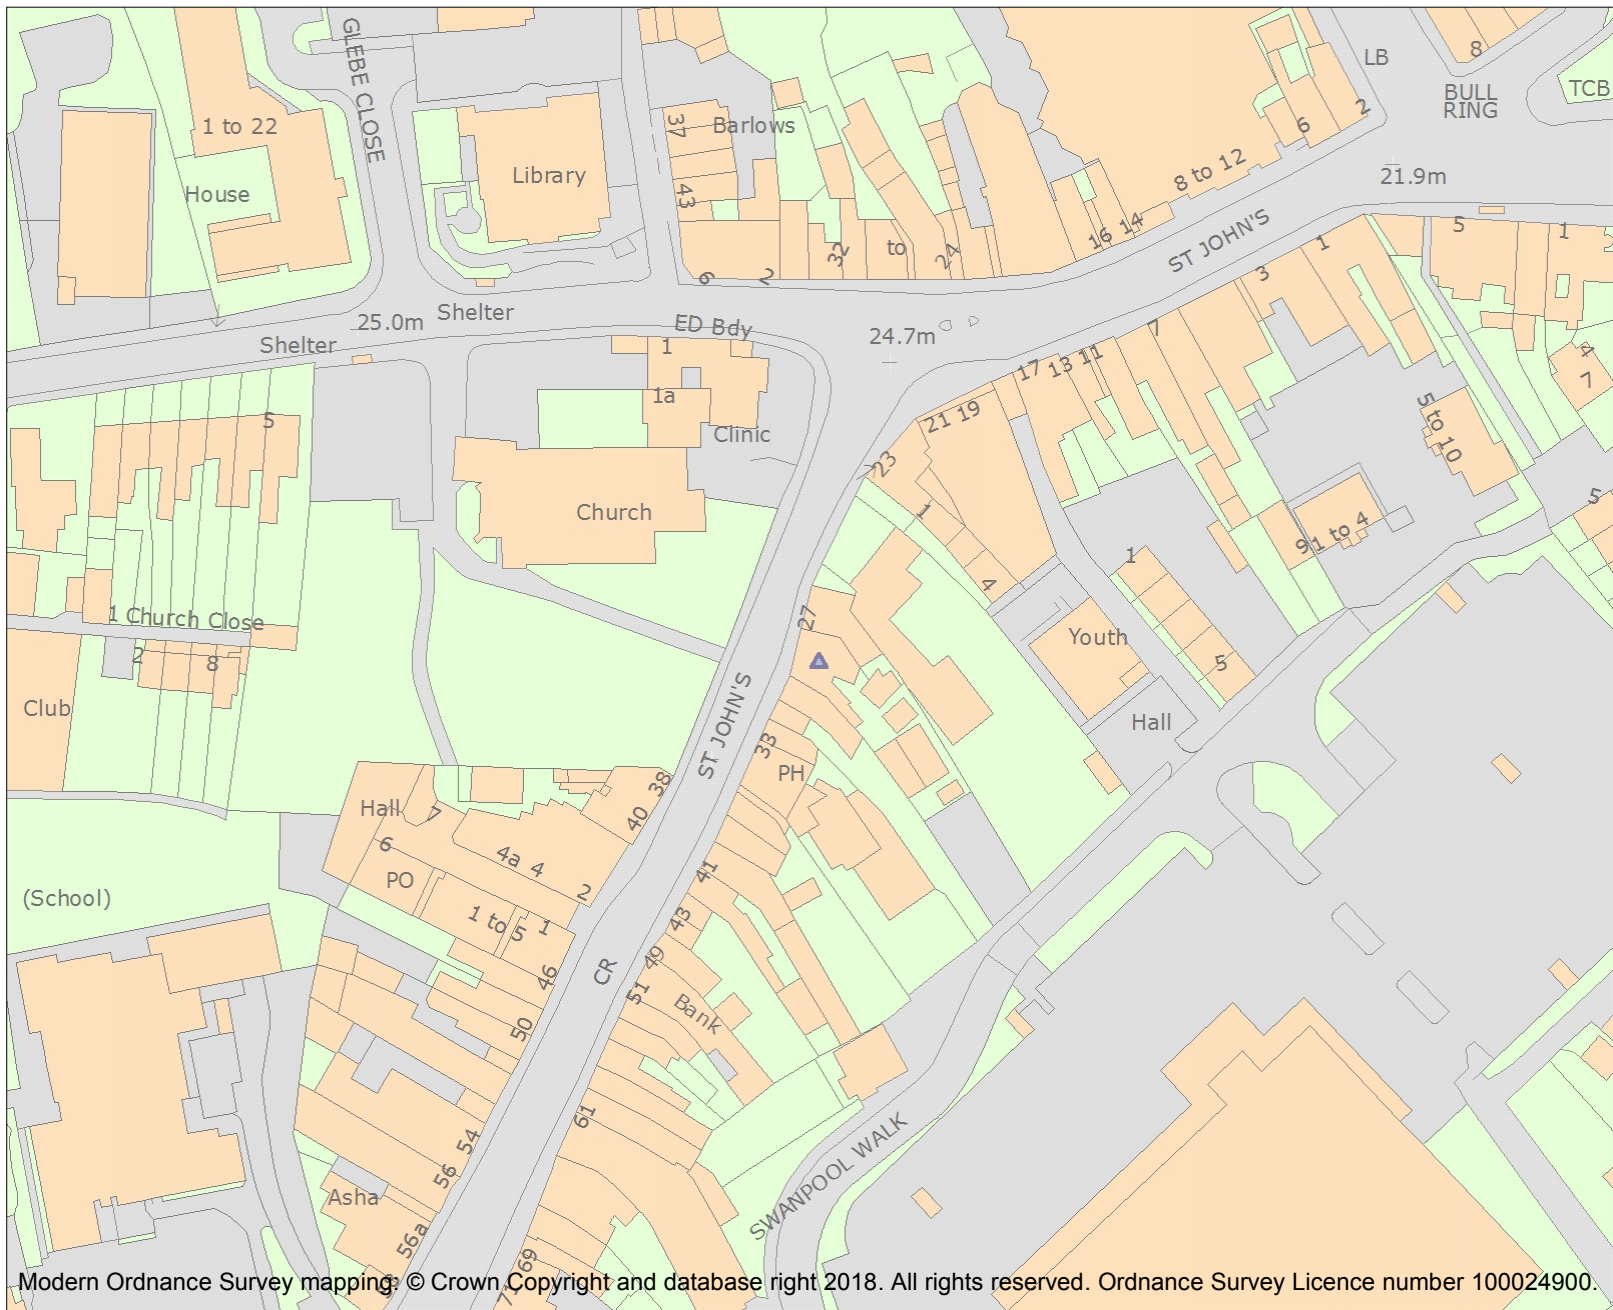 GLEBE CLOSE
1 to 22
House
Library
37
Barlows
43
6
2
32
to
24
LB
8
BULL
RING
TCB
2
6
8 to 12
21.9m
16
14
ST JOHN'S
5
1
1
3
25.0m
Shelter
Shelter
ED Bdy
24.7m
1
1a
Clinic
Church
5
7
17
13
11
21
19
23
1
4
4
7
5 to 10
5
9
1 to 4
1
5
1 Church Close
2
8
Club
27
Youth
Hall
ST JOHN'S
33
PH
38
40
Hall
7
6
PO
4a
4
2
1 to 5
1
41
43
49
51
Bank
CR
46
50
(School)
54
56
56a
Asha
61
69
71
SWANPOOL WALK
Modern Ordnance Survey mapping: © Crown Copyright and database right 2018. All rights reserved. Ordnance Survey Licence number 100024900.